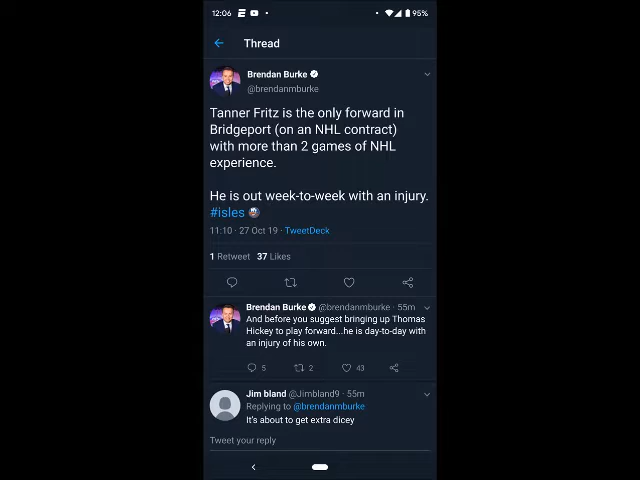 12:06
95%
Thread
Brendan Burke
@brendanmburke
Tanner Fritz is the only forward in
Bridgeport (on an NHL contract)
with more than 2 games of NHL
experience.
He is out week-to-week with an injury.
#isles
11:10 · 27 Oct 19 · TweetDeck
1 Retweet 37 Likes
Brendan Burke @brendanmburke · 55m
And before you suggest bringing up Thomas
Hickey to play forward...he is day-to-day with
an injury of his own.
5 2 43
Jim bland @Jimbland9 · 55m
Replying to @brendanmburke
It's about to get extra dicey
Tweet your reply